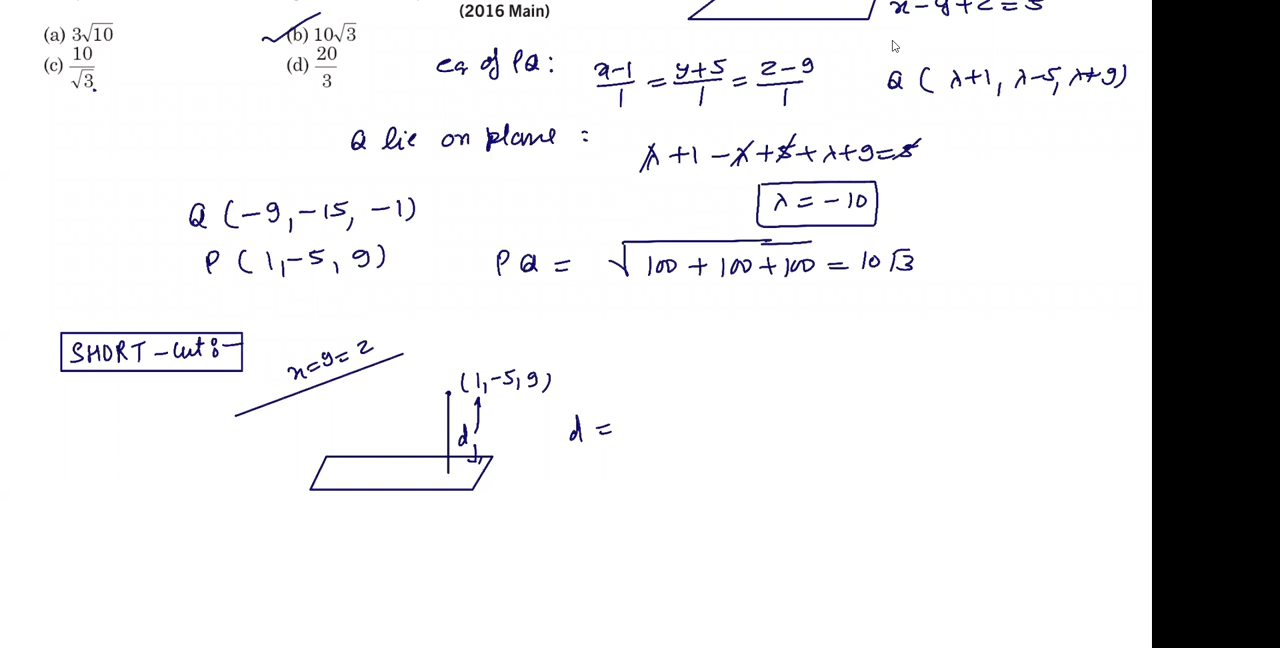 (2016 Main)
x-y+z=5
(a) 3√10
(b) 10√3
(c) 10/√3
(d) 20/3
eq of PQ: (x-1)/1 = (y+5)/1 = (z-9)/1
Q (λ+1, λ-5, λ+9)
Q lie on plane :
λ+1-λ+5+λ+9=5
λ = -10
Q (-9,-15, -1)
P (1,-5, 9)
PQ = √100 + 100 + 100 = 10√3
SHORT-cut:-
x=y=z
(1,-5,9)
d
d =